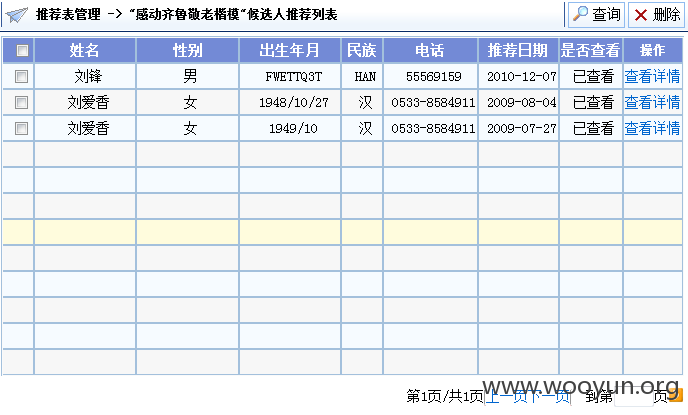 推荐表管理 -> "感动齐鲁敬老楷模"候选人推荐列表 查询 删除
姓名 性别 出生年月 民族 电话 推荐日期 是否查看 操作
刘锋 男 FWETTQ3T HAN 55569159 2010-12-07 已查看 查看详情
刘爱香 女 1948/10/27 汉 0533-8584911 2009-08-04 已查看 查看详情
刘爱香 女 1949/10 汉 0533-8584911 2009-07-27 已查看 查看详情
第1页/共1页 上一页 下一页 到第 页
www.wooyun.org